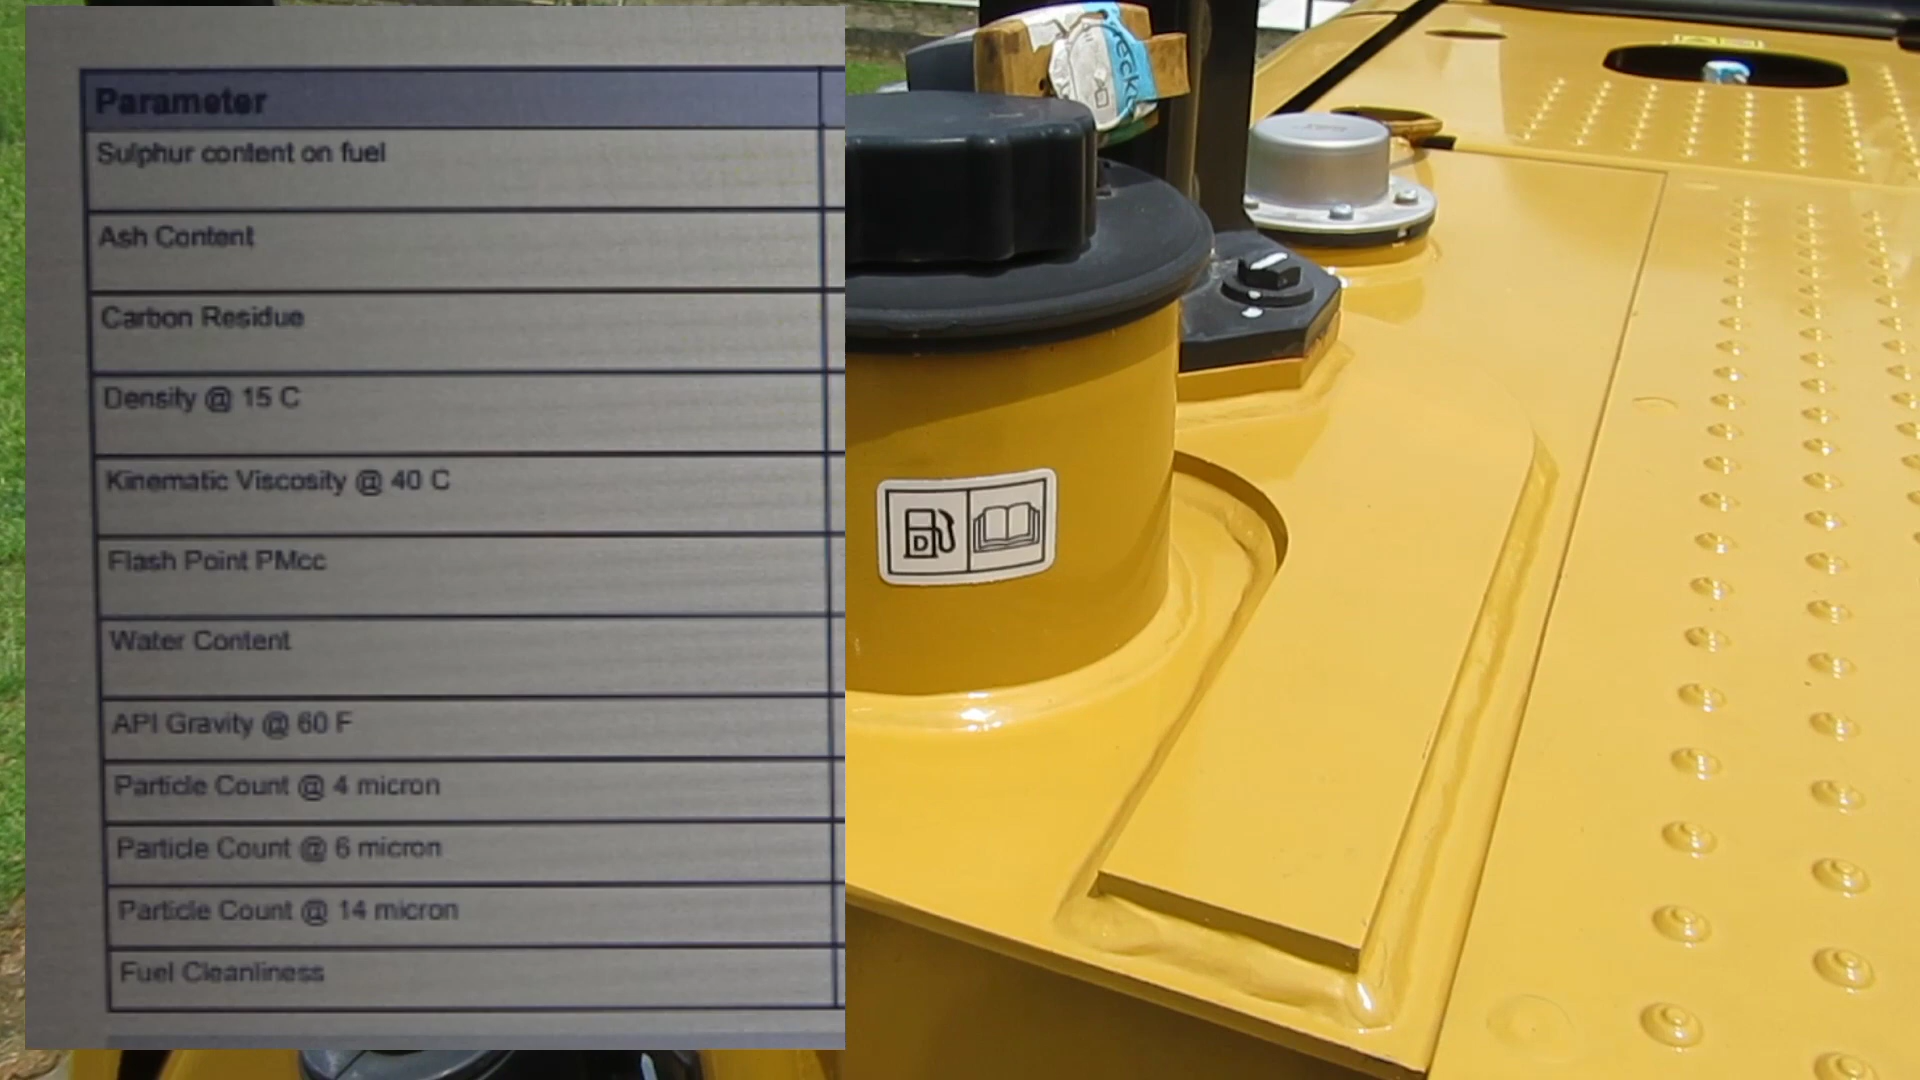 Parameter
Sulphur content on fuel
Ash Content
Carbon Residue
Density @ 15 C
Kinematic Viscosity @ 40 C
Flash Point PMcc
Water Content
API Gravity @ 60 F
Particle Count @ 4 micron
Particle Count @ 6 micron
Particle Count @ 14 micron
Fuel Cleanliness
D